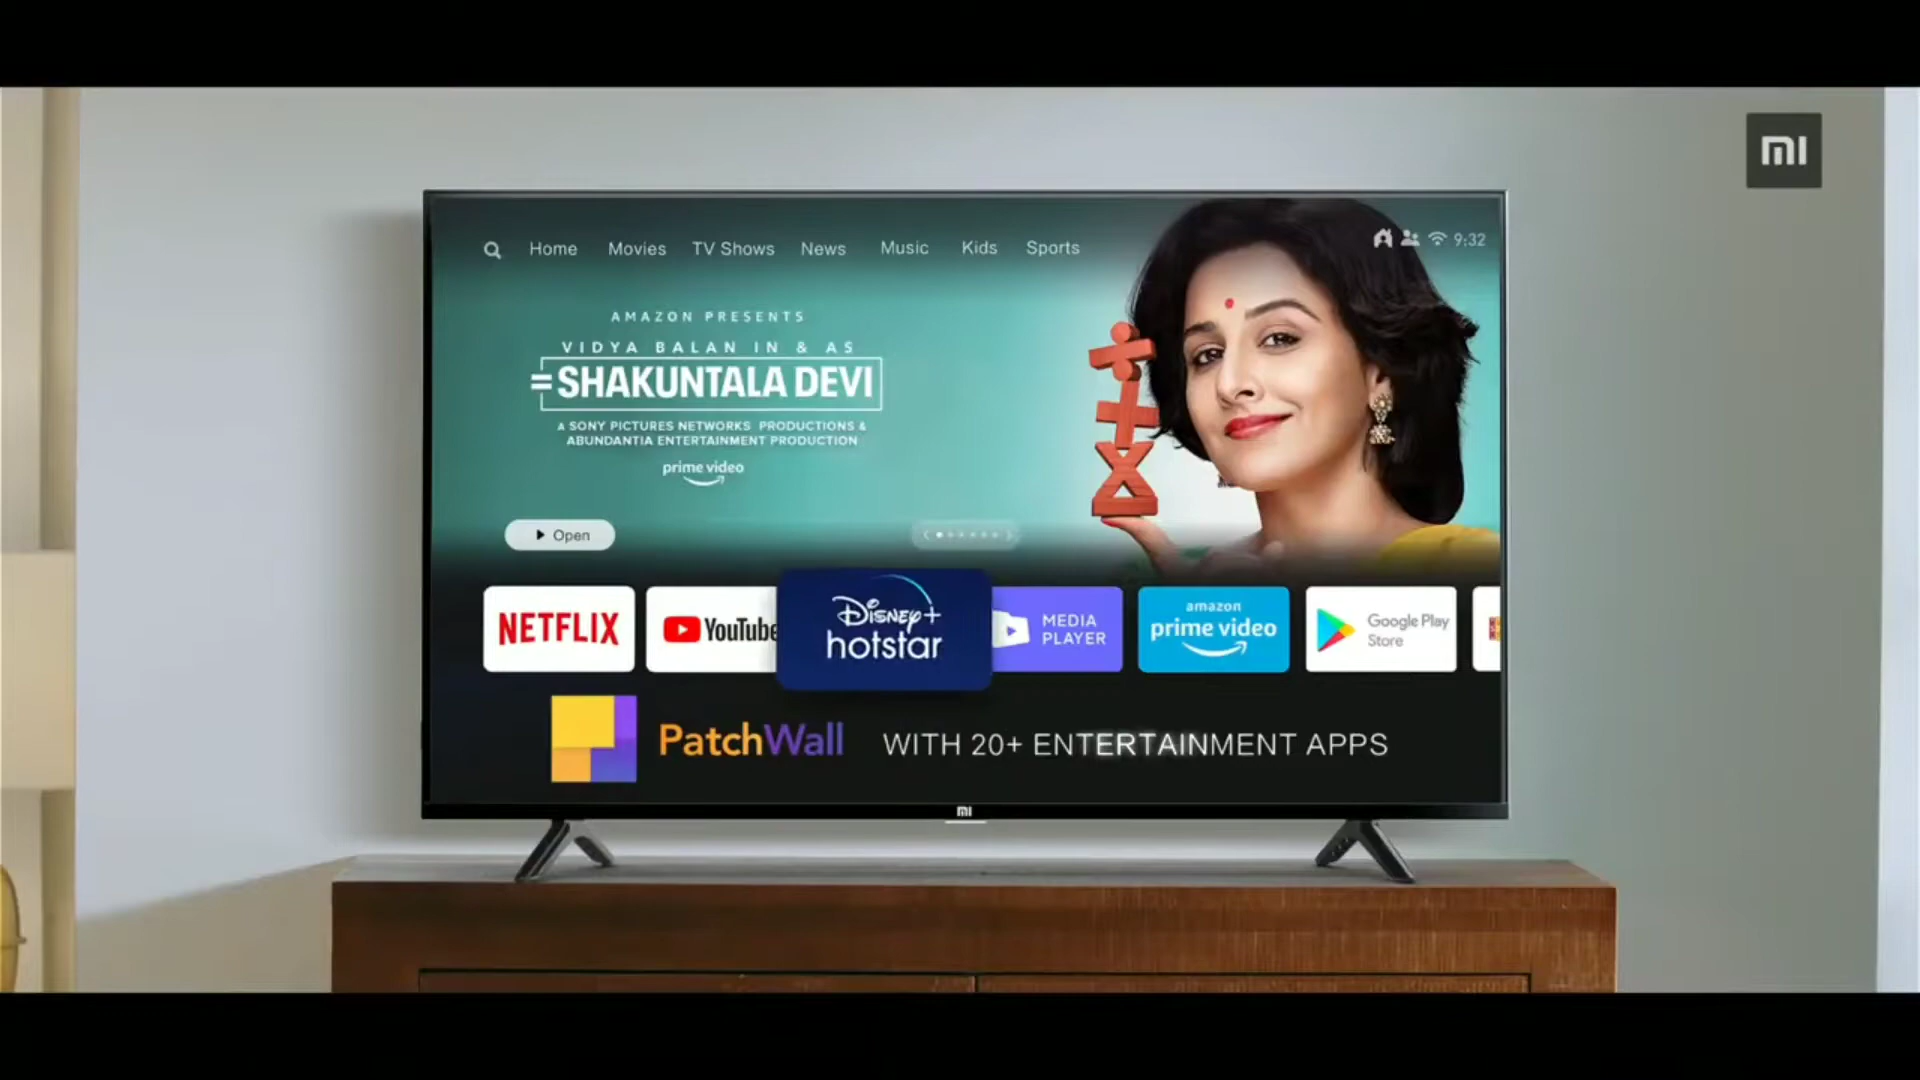 mi
Home Movies TV Shows News Music Kids Sports
9:32
AMAZON PRESENTS
VIDYA BALAN IN & AS
=SHAKUNTALA DEVI
A SONY PICTURES NETWORKS PRODUCTIONS &
ABUNDANTIA ENTERTAINMENT PRODUCTION
prime video
Open
NETFLIX
YouTube
Disney+
hotstar
MEDIA
PLAYER
amazon
prime video
Google Play
Store
PatchWall WITH 20+ ENTERTAINMENT APPS
mi